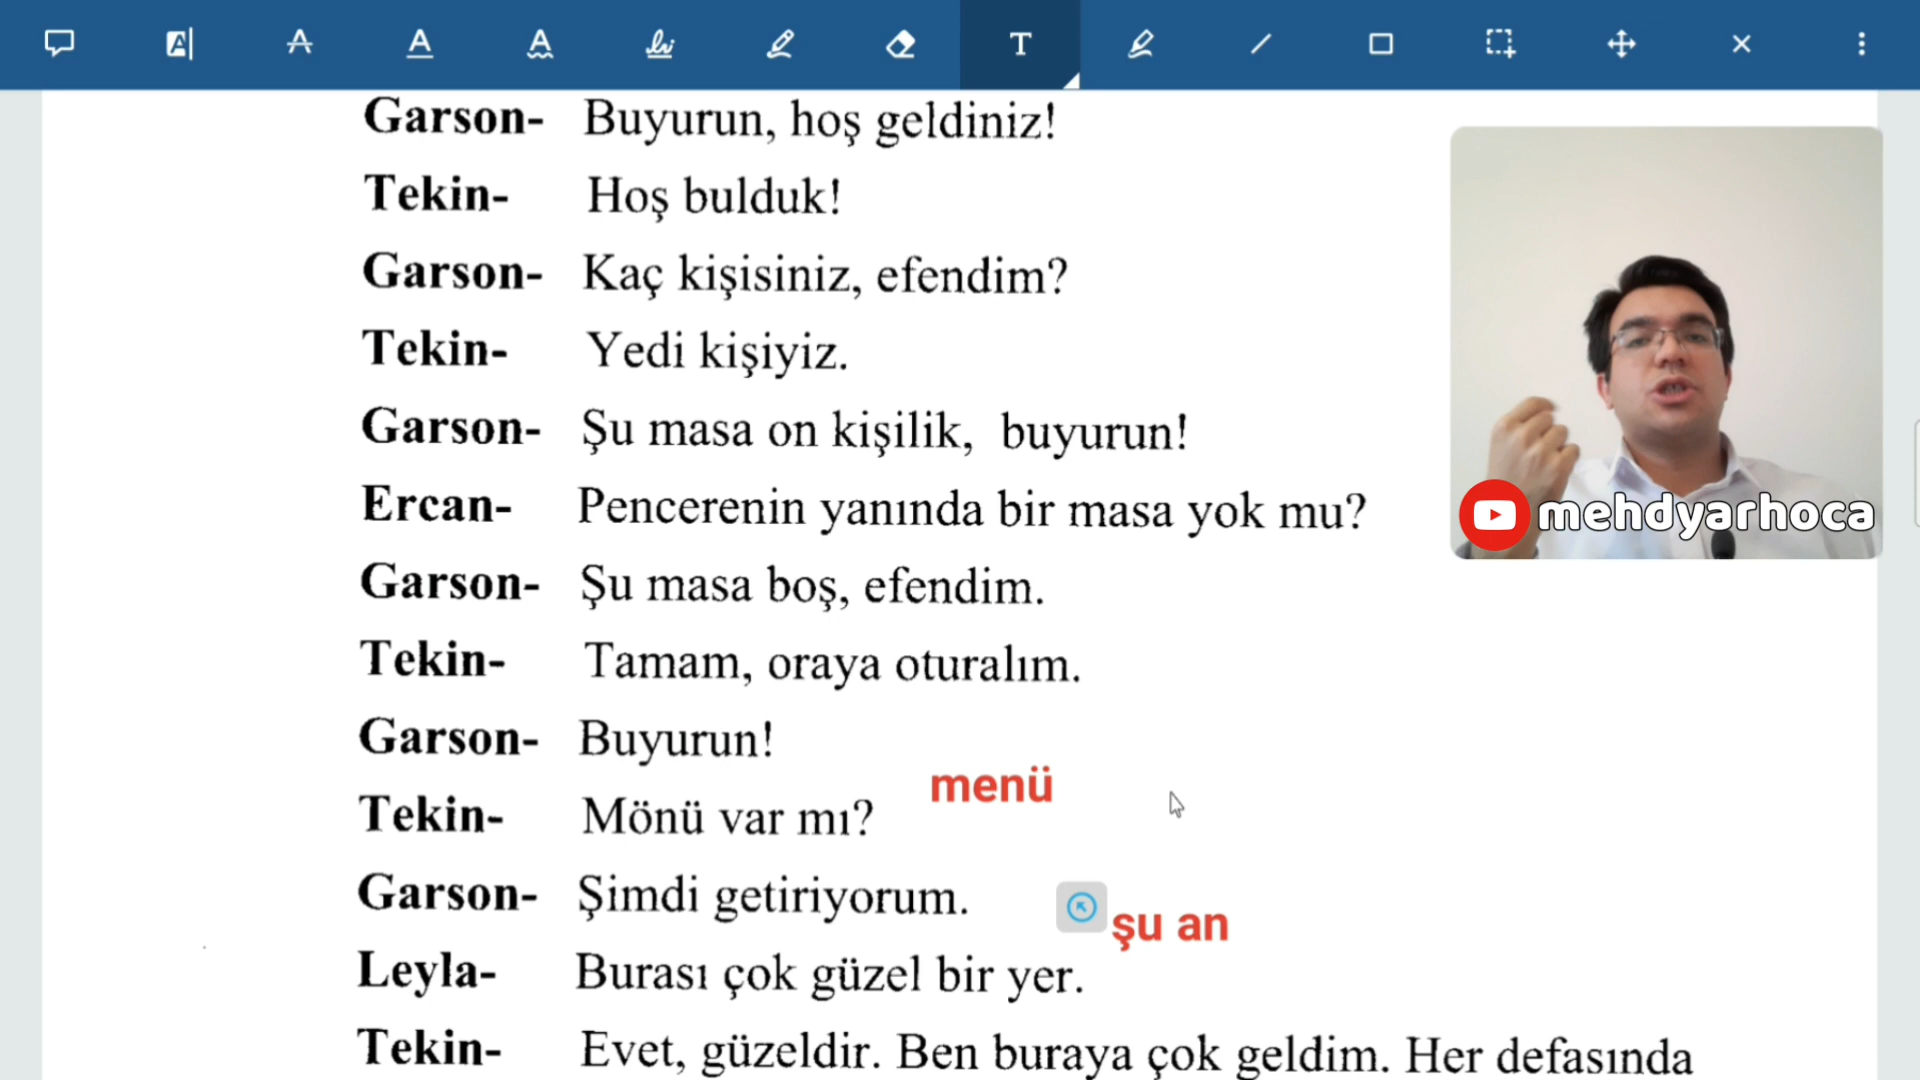 Garson- Buyurun, hoş geldiniz!
Tekin- Hoş bulduk!
Garson- Kaç kişisiniz, efendim?
Tekin- Yedi kişiyiz.
Garson- Şu masa on kişilik, buyurun!
Ercan- Pencerenin yanında bir masa yok mu?
mehdyarhoca
Garson- Şu masa boş, efendim.
Tekin- Tamam, oraya oturalım.
Garson- Buyurun!
menü
Tekin- Mönü var mı?
Garson- Şimdi getiriyorum.
şu an
Leyla- Burası çok güzel bir yer.
Tekin- Evet, güzeldir. Ben buraya çok geldim. Her defasında